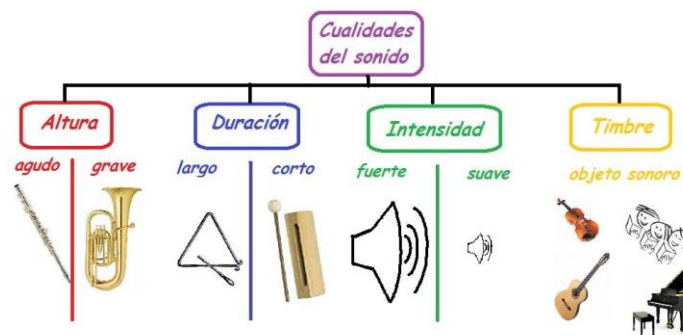 Cualidades
del sonido
Altura
Duración
Intensidad
Timbre
agudo
grave
largo
corto
fuerte
suave
objeto sonoro